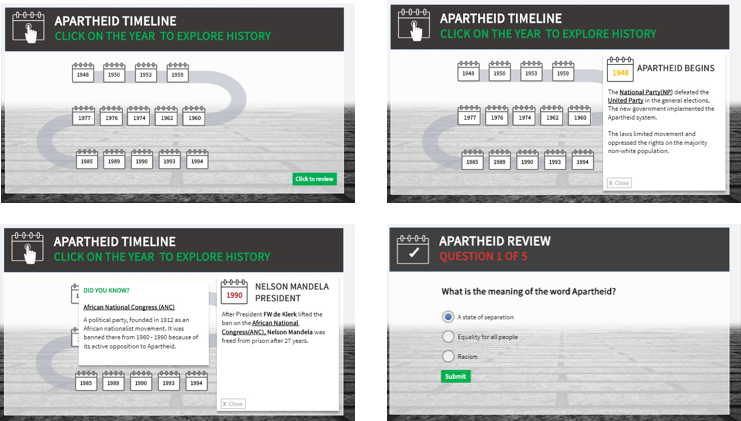 APARTHEID TIMELINE
CLICK ON THE YEAR TO EXPLORE HISTORY
1948 1950 1953 1959
1977 1976 1974 1962 1960
1985 1989 1990 1993 1994
Click to review
APARTHEID TIMELINE
CLICK ON THE YEAR TO EXPLORE HISTORY
1948 1950 1953 1959
1977 1976 1974 1962 1960
1985 1989 1990 1993 1994
1948
APARTHEID BEGINS
The National Party(NP) defeated the
United Party in the general elections.
The new government implemented the
Apartheid system.
The laws limited movement and
oppressed the rights on the majority
non-white population.
X Close
APARTHEID TIMELINE
CLICK ON THE YEAR TO EXPLORE HISTORY
DID YOU KNOW?
African National Congress (ANC)
A political party, founded in 1912 as an
African nationalist movement. It was
banned there from 1960 - 1990 because of
its active opposition to Apartheid.
1985 1989 1990 1993 1994
1990
NELSON MANDELA
PRESIDENT
After President FW de Klerk lifted the
ban on the African National
Congress(ANC), Nelson Mandela was
freed from prison after 27 years.
X Close
APARTHEID REVIEW
QUESTION 1 OF 5
What is the meaning of the word Apartheid?
A state of separation
Equality for all people
Racism
Submit